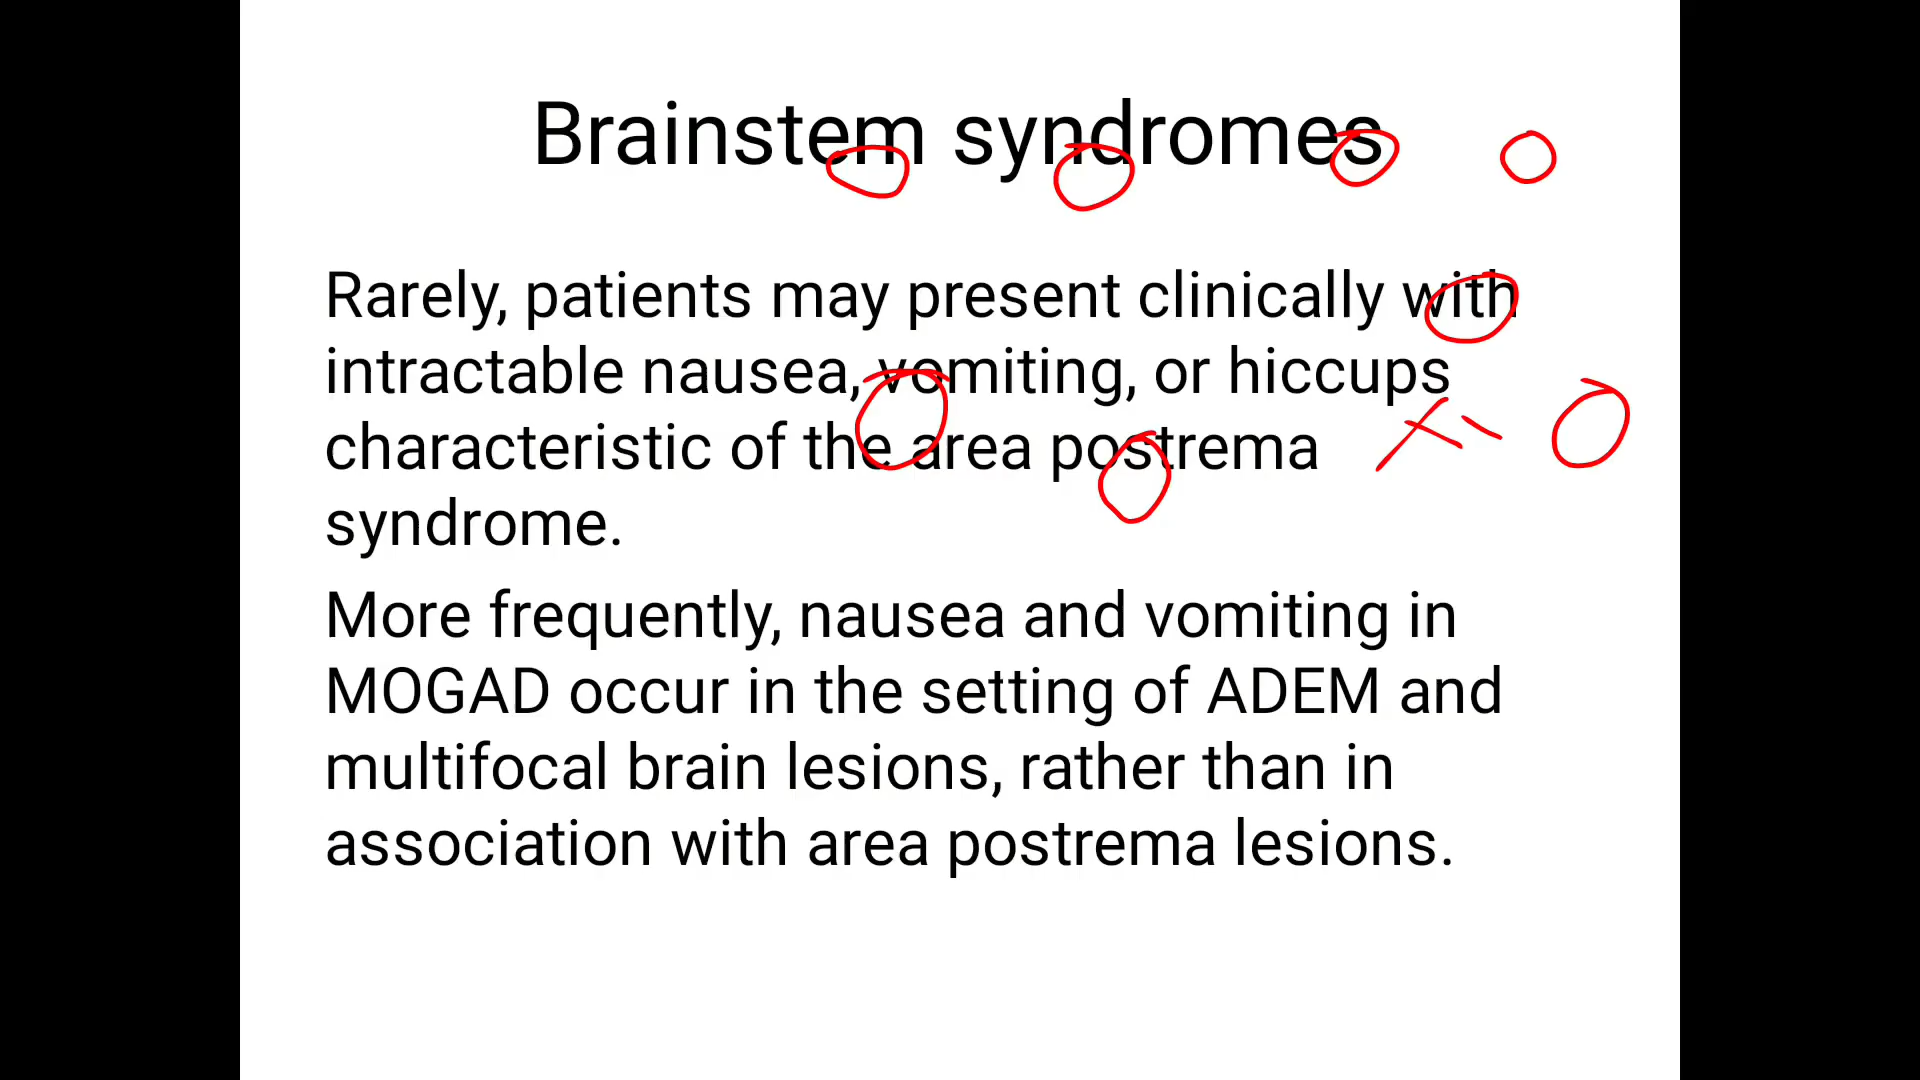 Brainstem syndromes
Rarely, patients may present clinically with
intractable nausea, vomiting, or hiccups
characteristic of the area postrema
syndrome.
More frequently, nausea and vomiting in
MOGAD occur in the setting of ADEM and
multifocal brain lesions, rather than in
association with area postrema lesions.